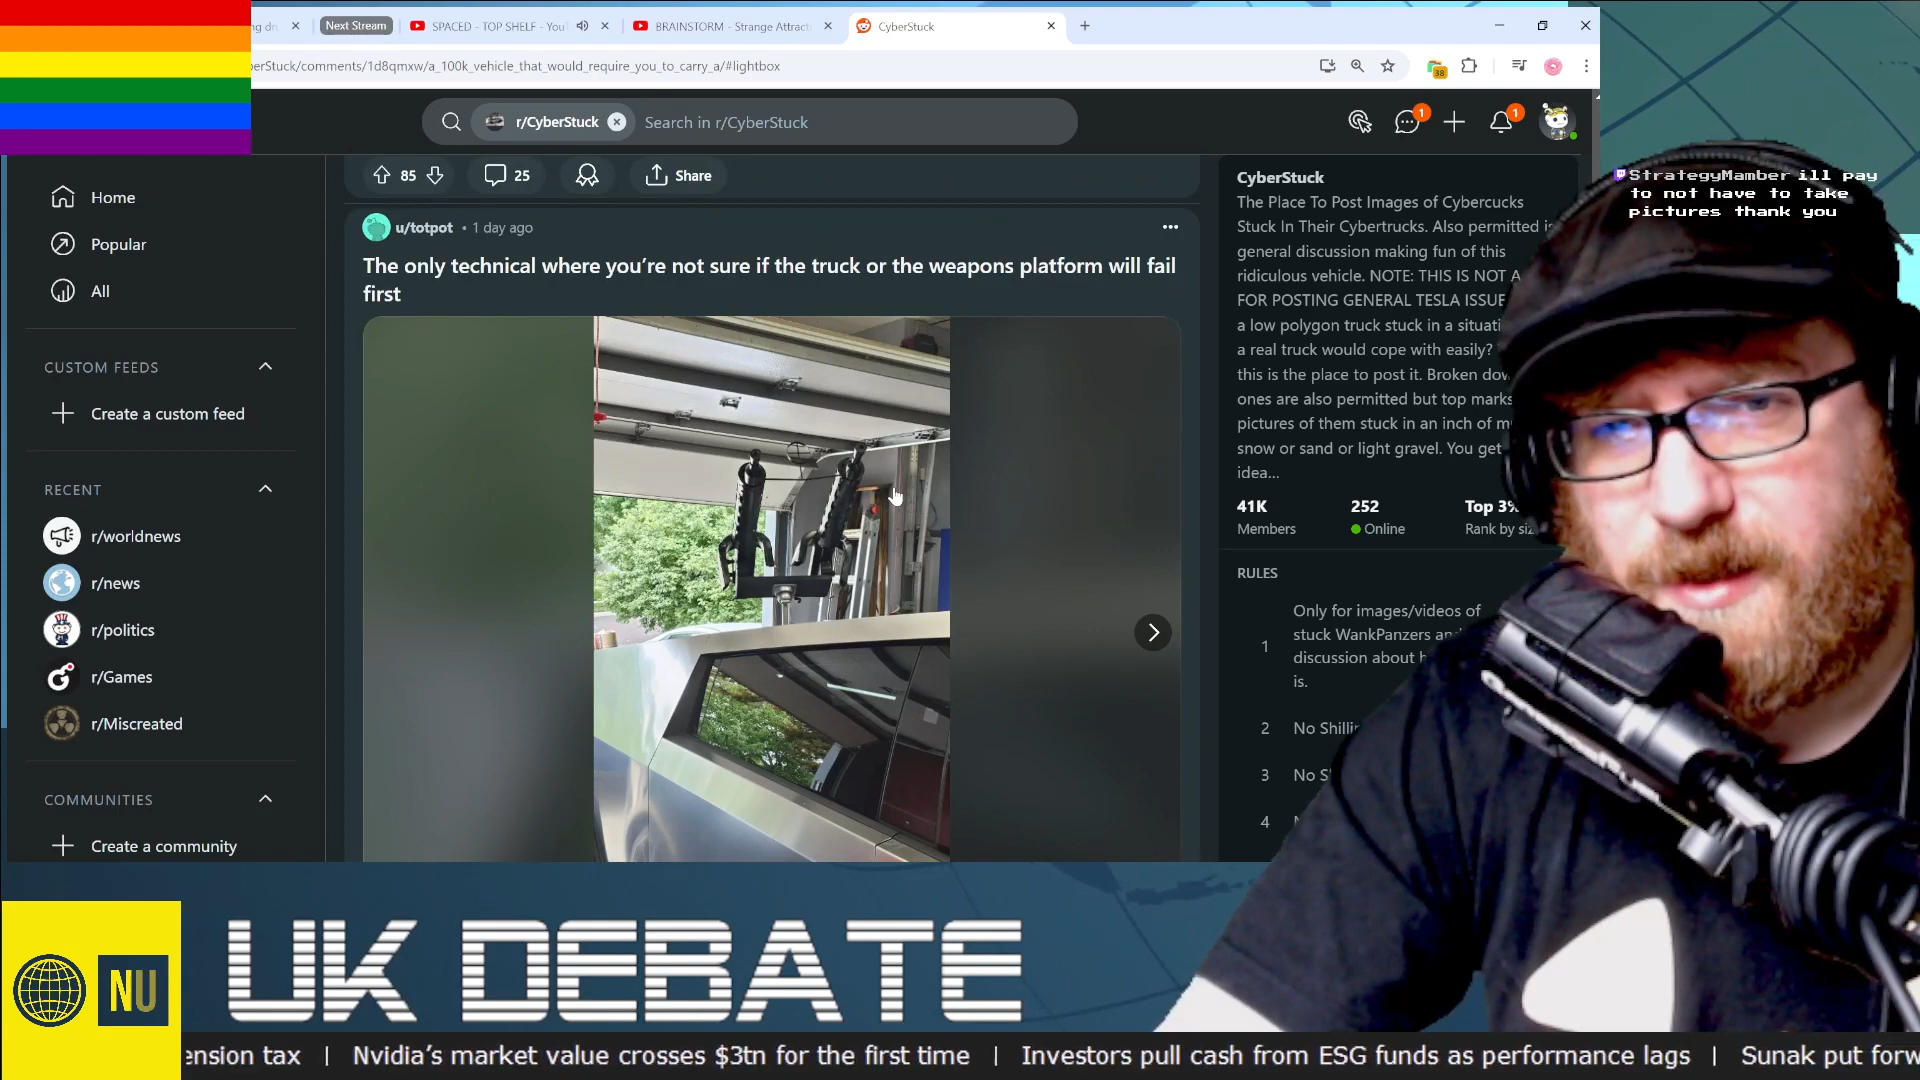 ng dr
Next Stream
SPACED - TOP SHELF - You
BRAINSTORM - Strange Attract
CyberStuck
erStuck/comments/1d8qmxw/a_100k_vehicle_that_would_require_you_to_carry_a/#lightbox
38
r/CyberStuck
Search in r/CyberStuck
1
1
StrategyMamber ill pay
to not have to take
pictures thank you
Home
Popular
All
CUSTOM FEEDS
Create a custom feed
RECENT
r/worldnews
r/news
r/politics
r/Games
r/Miscreated
COMMUNITIES
Create a community
85
25
Share
u/totpot • 1 day ago
The only technical where you’re not sure if the truck or the weapons platform will fail
first
CyberStuck
The Place To Post Images of Cybercucks
Stuck In Their Cybertrucks. Also permitted is
general discussion making fun of this
ridiculous vehicle. NOTE: THIS IS NOT A
FOR POSTING GENERAL TESLA ISSUE
a low polygon truck stuck in a situati
a real truck would cope with easily?
this is the place to post it. Broken dow
ones are also permitted but top marks
pictures of them stuck in an inch of m
snow or sand or light gravel. You get
idea...
41K
252
Top 3%
Members
Online
Rank by siz
RULES
1
Only for images/videos of
stuck WankPanzers an
discussion about h
is.
2
No Shillin
3
No S
4
NU
UK DEBATE
ension tax | Nvidia’s market value crosses $3tn for the first time | Investors pull cash from ESG funds as performance lags | Sunak put forw